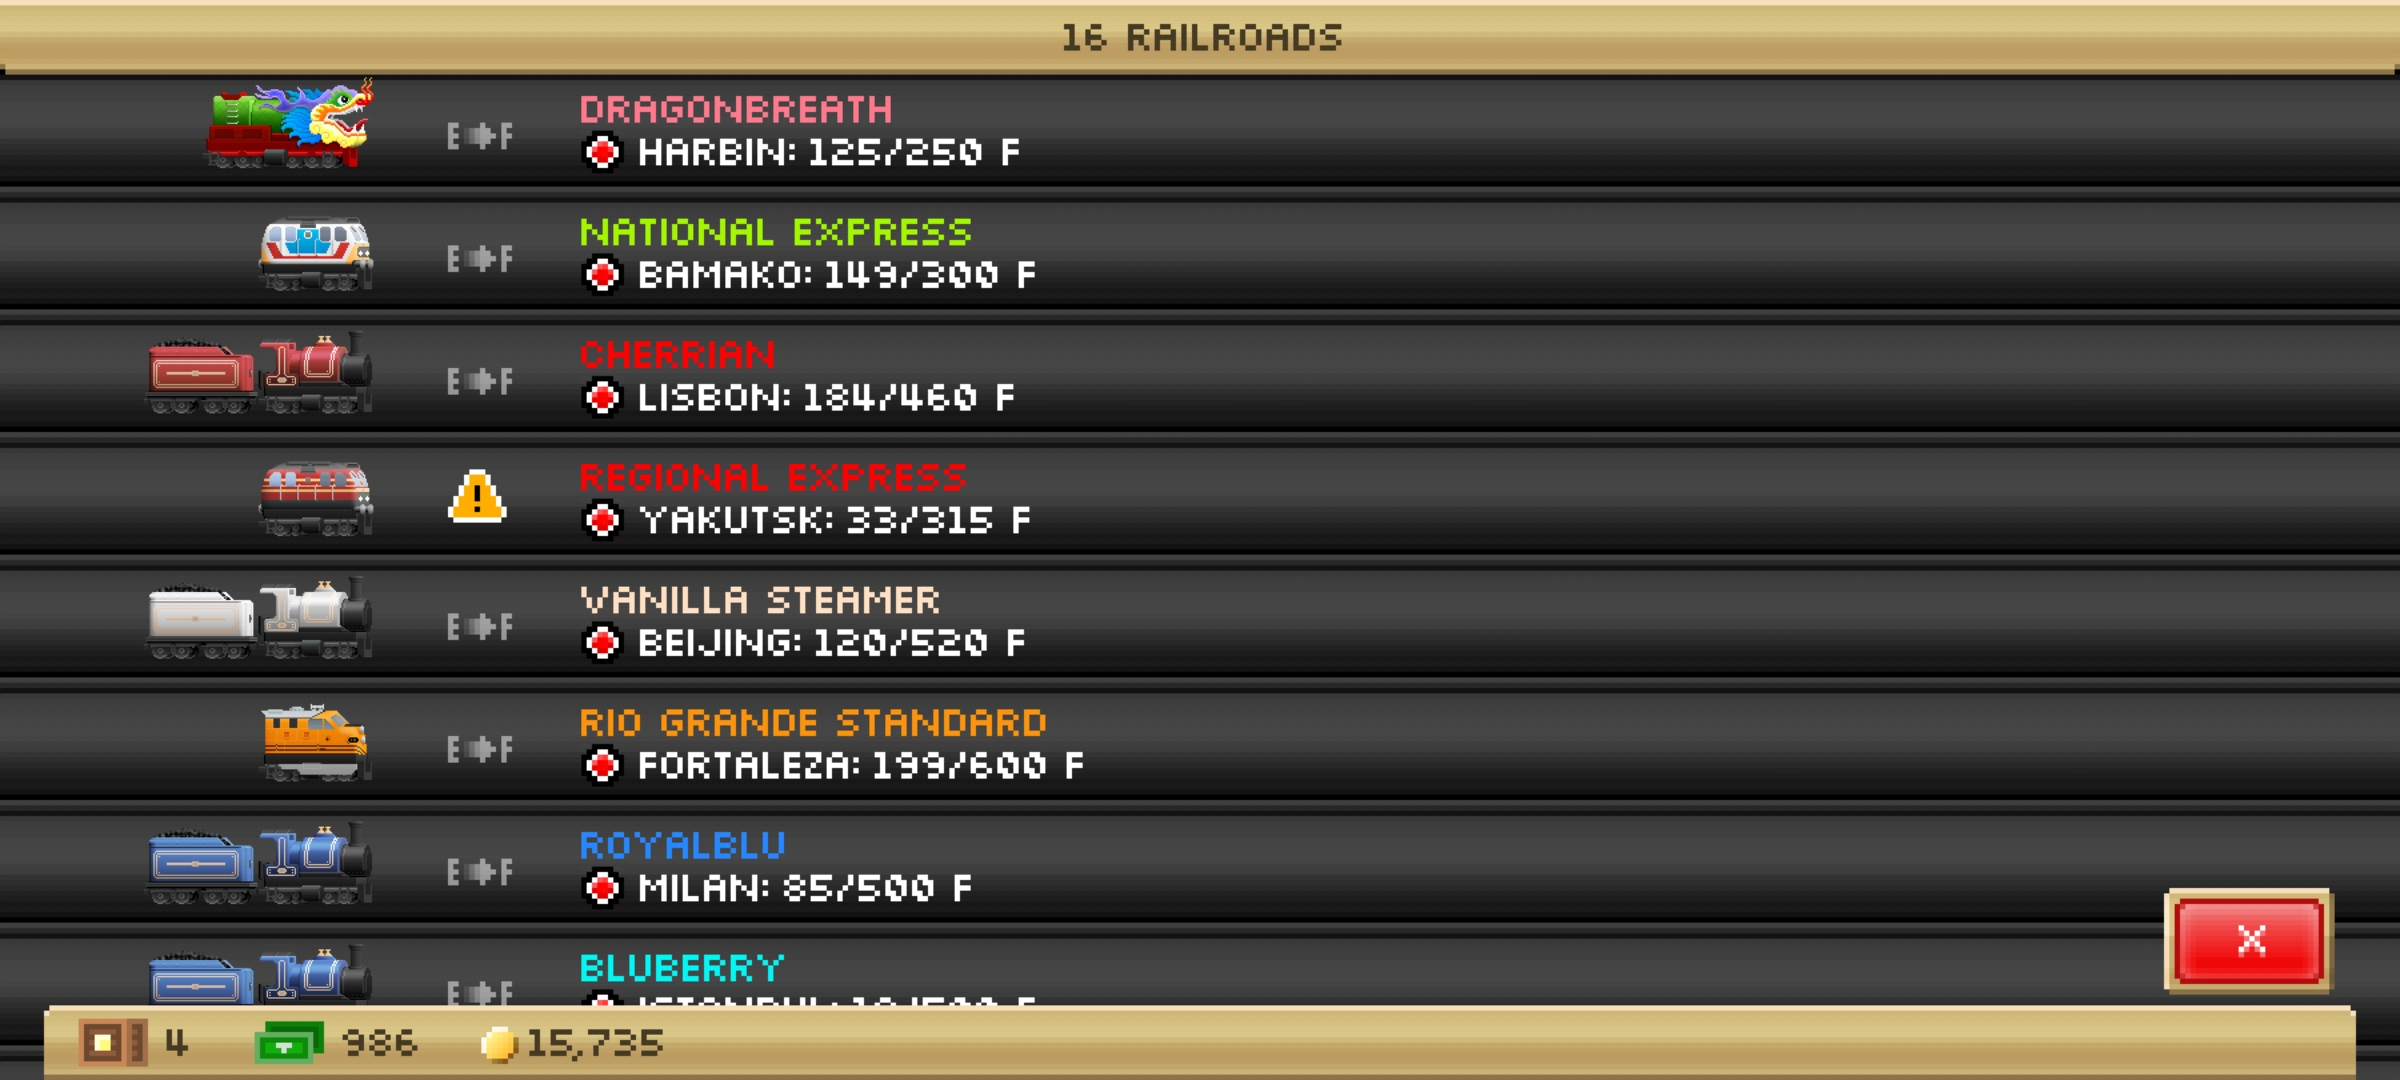 16 RAILROADS
DRAGONBREATH
E F
HARBIN: 125/250 F
NATIONAL EXPRESS
E F
BAMAKO: 149/300 F
CHERRIAN
E F
LISBON: 184/460 F
REGIONAL EXPRESS
!
YAKUTSK: 33/315 F
VANILLA STEAMER
E F
BEIJING: 120/520 F
RIO GRANDE STANDARD
E F
FORTALEZA: 199/600 F
ROYALBLU
E F
MILAN: 85/500 F
BLUBERRY
E F
X
4 986 15,735